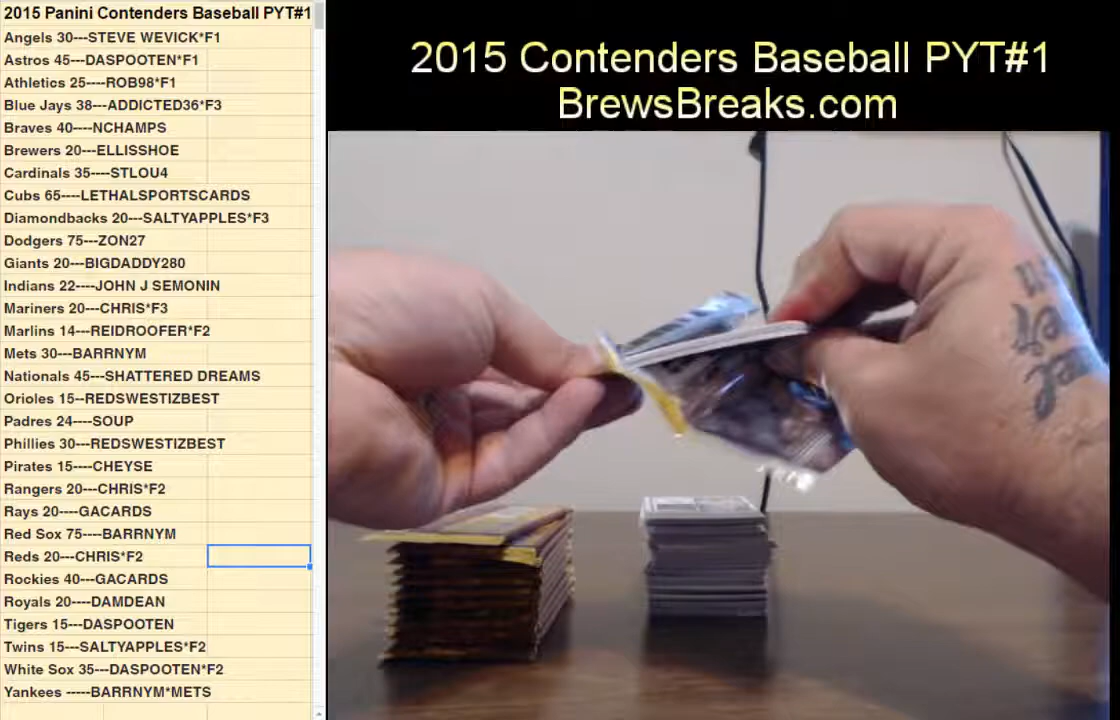 2015 Panini Contenders Baseball PYT#1
Angels 30---STEVE WEVICK*F1
Astros 45----DASPOOTEN*F1
Athletics 25----ROB98*F1
Blue Jays 38---ADDICTED36*F3
Braves 40----NCHAMPS
Brewers 20---ELLISSHOE
Cardinals 35----STLOU4
Cubs 65----LETHALSPORTSCARDS
Diamondbacks 20---SALTYAPPLES*F3
Dodgers 75---ZON27
Giants 20---BIGDADDY280
Indians 22----JOHN J SEMONIN
Mariners 20---CHRIS*F3
Marlins 14---REIDROOFER*F2
Mets 30---BARRNYM
Nationals 45---SHATTERED DREAMS
Orioles 15--REDSWESTIZBEST
Padres 24----SOUP
Phillies 30---REDSWESTIZBEST
Pirates 15----CHEYSE
Rangers 20---CHRIS*F2
Rays 20----GACARDS
Red Sox 75----BARRNYM
Reds 20---CHRIS*F2
Rockies 40---GACARDS
Royals 20----DAMDEAN
Tigers 15----DASPOOTEN
Twins 15---SALTYAPPLES*F2
White Sox 35----DASPOOTEN*F2
Yankees -----BARRNYM*METS
2015 Contenders Baseball PYT#1
BrewsBreaks.com